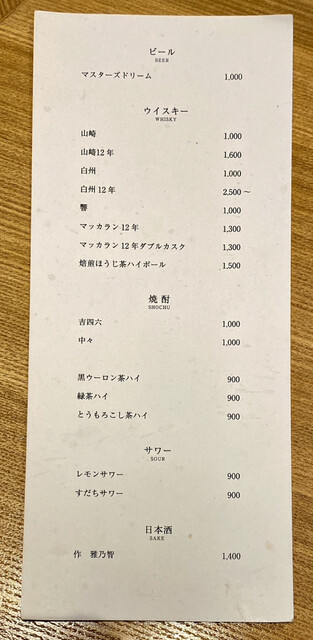 ビール
BEER
マスターズドリーム 1,000
ウイスキー
WHISKY
山崎 1,000
山崎12年 1,600
白州 1,000
白州 12年 2,500～
響 1,000
マッカラン 12年 1,300
マッカラン 12年ダブルカスク 1,300
焙煎ほうじ茶ハイボール 1,500
焼酎
SHOCHU
吉四六 1,000
中々 1,000
黒ウーロン茶ハイ 900
緑茶ハイ 900
とうもろこし茶ハイ 900
サワー
SOUR
レモンサワー 900
すだちサワー 900
日本酒
SAKE
作 雅乃智 1,400